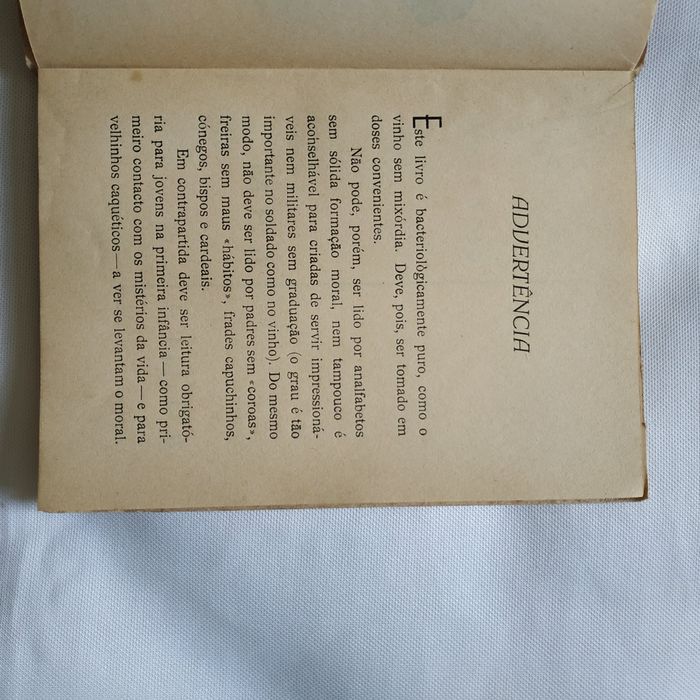 ADVERTÊNCIA
Este livro é bacteriològicamente puro, como o
vinho sem mixórdia. Deve, pois, ser tomado em
doses convenientes.
Não pode, porém, ser lido por analfabetos
sem sólida formação moral, nem tampouco é
aconselhável para criadas de servir impressioná-
veis nem militares sem graduação (o grau é tão
importante no soldado como no vinho). Do mesmo
modo, não deve ser lido por padres sem «coroas»,
freiras sem maus «hábitos», frades capuchinhos,
cónegos, bispos e cardeais.
Em contrapartida deve ser leitura obrigató-
ria para jovens na primeira infância — como pri-
meiro contacto com os mistérios da vida — e para
velhinhos caquéticos — a ver se levantam o moral.